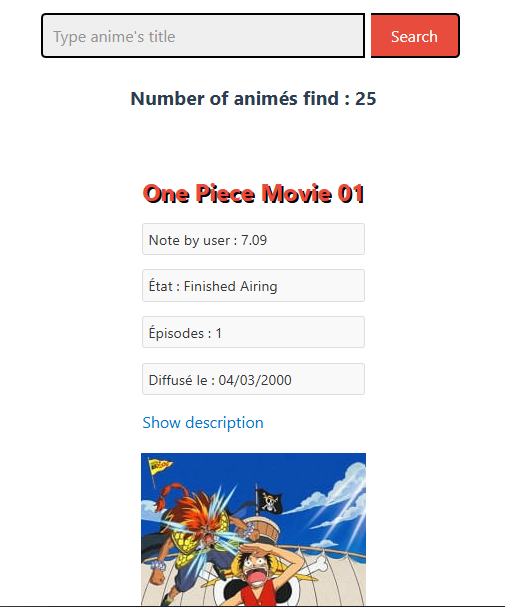 Type anime's title
Search
Number of animés find : 25
One Piece Movie 01
Note by user : 7.09
État : Finished Airing
Épisodes : 1
Diffusé le : 04/03/2000
Show description